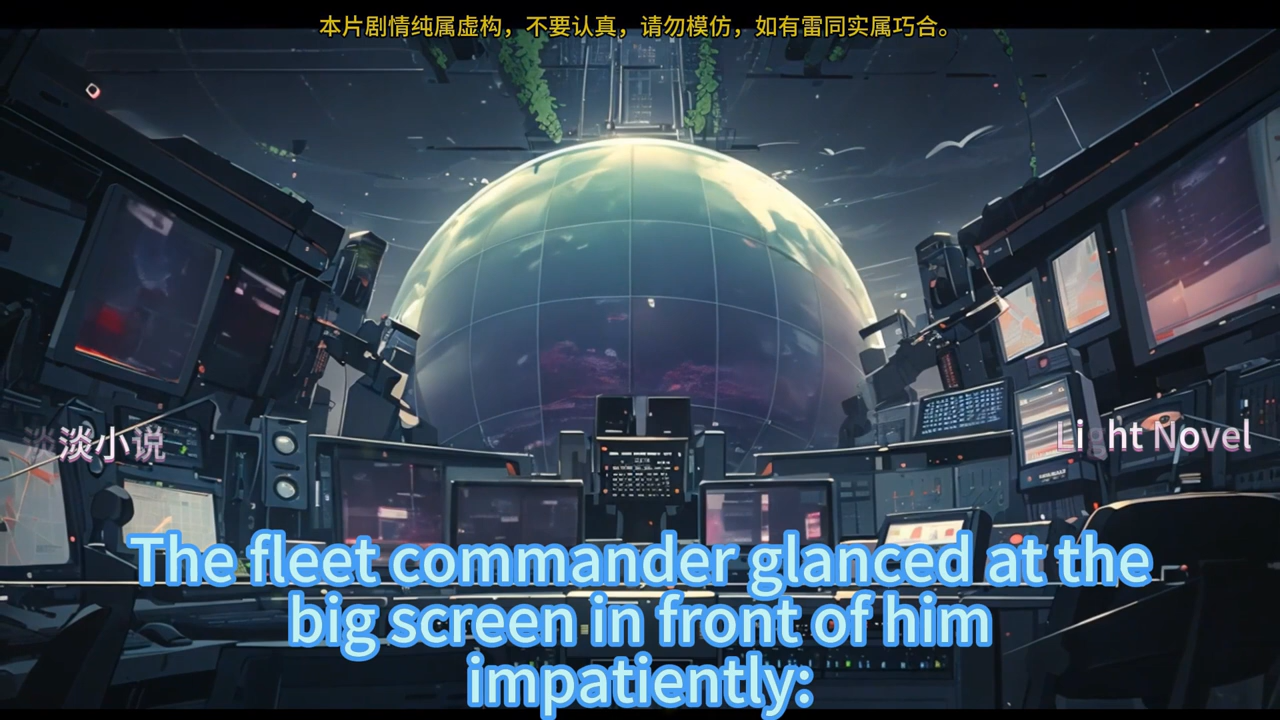 本片剧情纯属虚构，不要认真，请勿模仿，如有雷同实属巧合。
淡淡小说
Light Novel
The fleet commander glanced at the
big screen in front of him
impatiently: